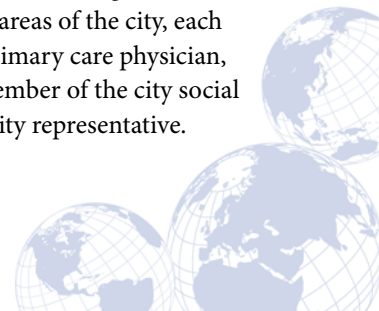 areas of the city, each
imary care physician,
ember of the city social
ity representative.